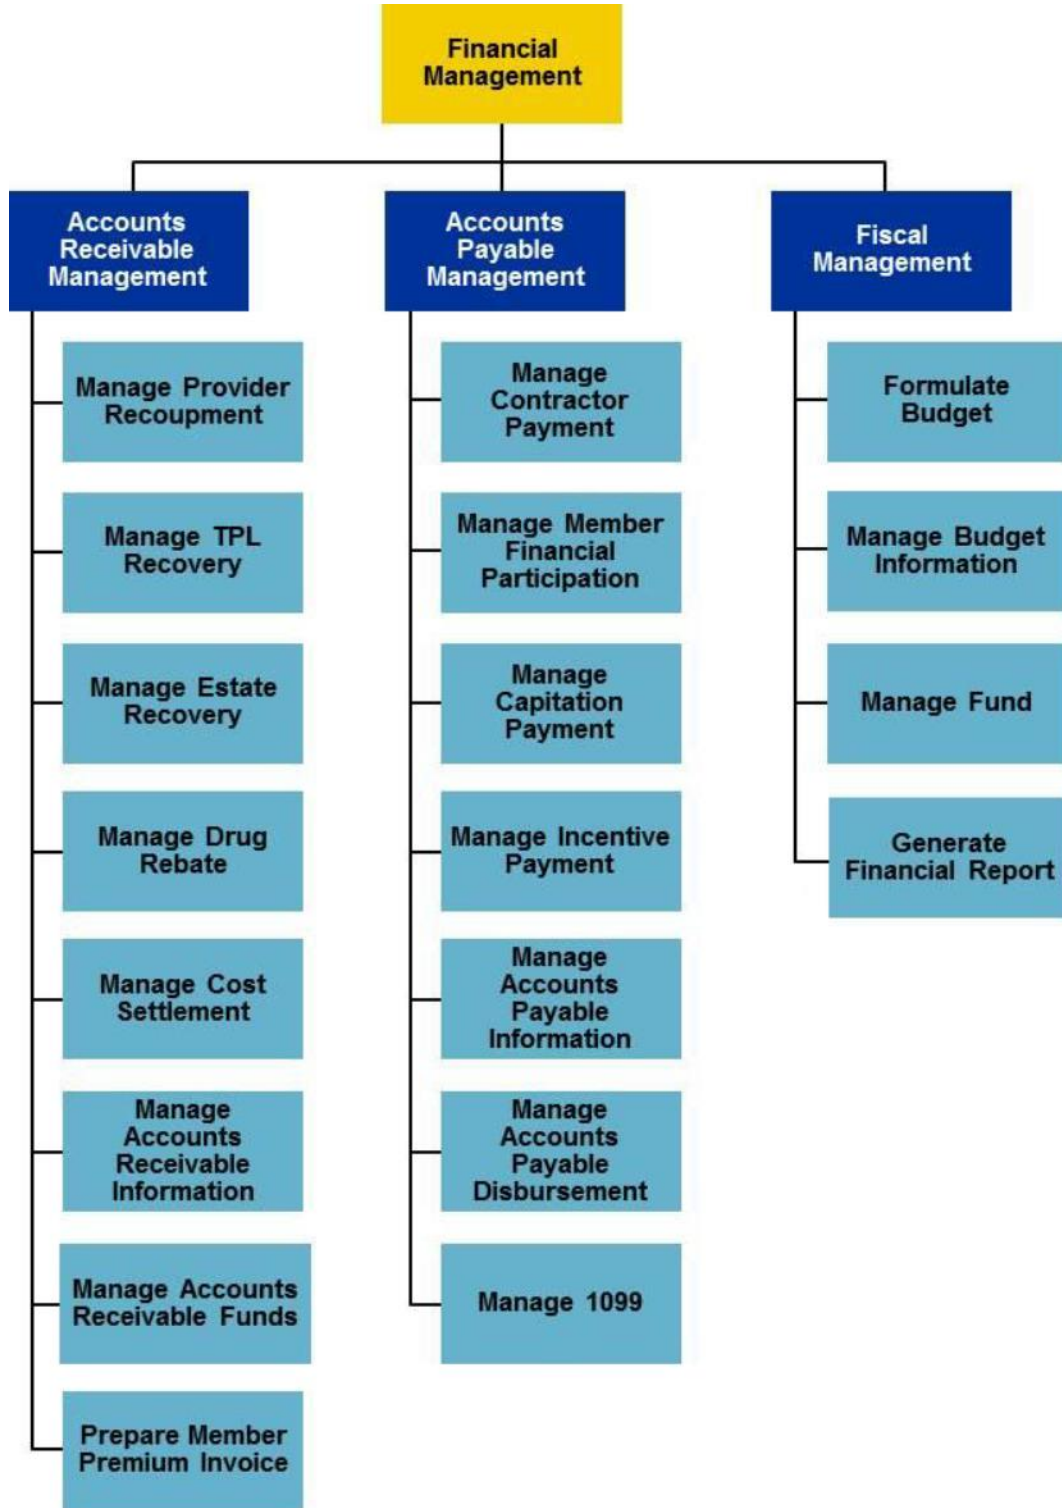 Financial
Management
Accounts
Receivable
Management
Accounts
Payable
Management
Fiscal
Management
Manage Provider
Recoupment
Manage TPL
Recovery
Manage Estate
Recovery
Manage Drug
Rebate
Manage Cost
Settlement
Manage
Accounts
Receivable
Information
Manage Accounts
Receivable Funds
Prepare Member
Premium Invoice
Manage
Contractor
Payment
Manage Member
Financial
Participation
Manage
Capitation
Payment
Manage Incentive
Payment
Manage
Accounts
Payable
Information
Manage
Accounts
Payable
Disbursement
Manage 1099
Formulate
Budget
Manage Budget
Information
Manage Fund
Generate
Financial Report